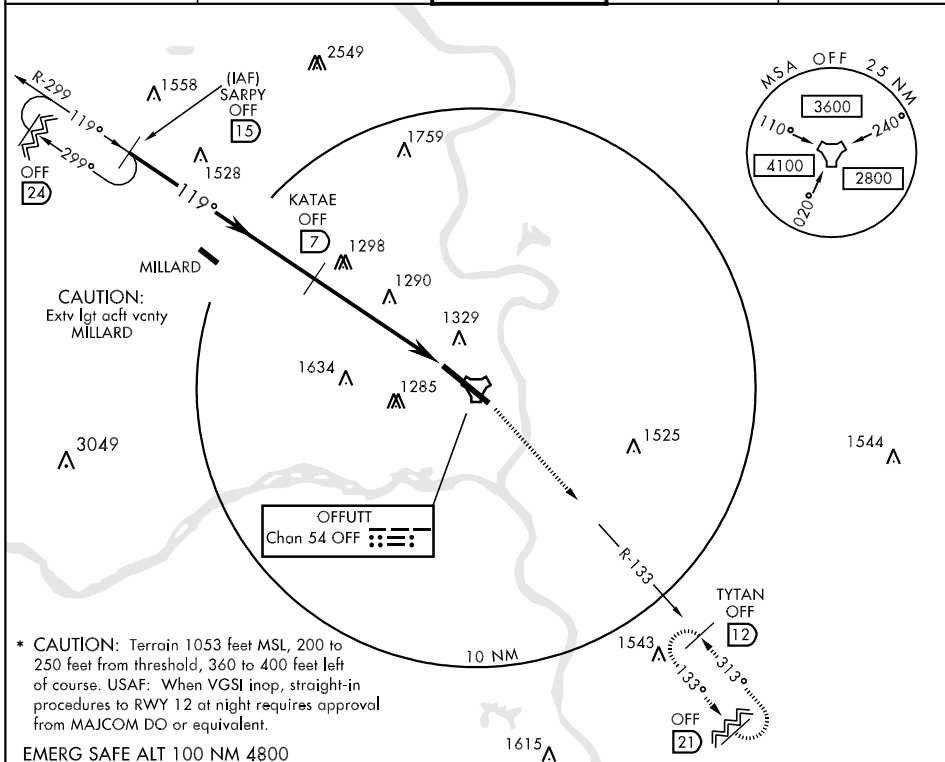 2549
R-299
1558
(IAF)
SARPY
OFF
15
119°
299°
OFF
24
1528
119°
1759
MSA OFF 25 NM
3600
110°
240°
4100
2800
020°
KATAE
OFF
7
1298
MILLARD
CAUTION:
Extv lgt acft vcnty
MILLARD
1290
1329
1634
1285
3049
1525
1544
OFFUTT
Chan 54 OFF
R-133
TYTAN
OFF
12
1543
133°
313°
OFF
21
10 NM
* CAUTION: Terrain 1053 feet MSL, 200 to
250 feet from threshold, 360 to 400 feet left
of course. USAF: When VGSI inop, straight-in
procedures to RWY 12 at night requires approval
from MAJCOM DO or equivalent.
EMERG SAFE ALT 100 NM 4800
1615